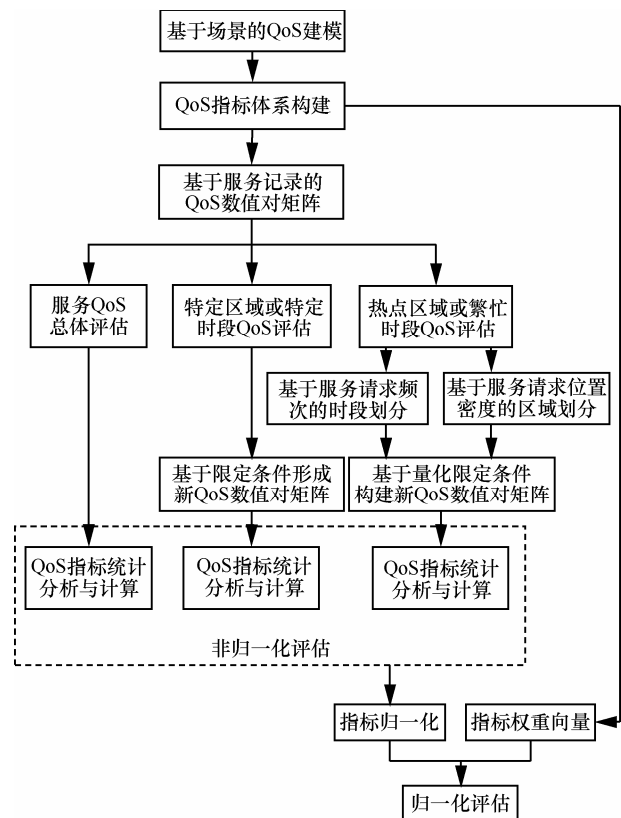 基于场景的QoS建模
QoS指标体系构建
基于服务记录的
QoS数值对矩阵
服务QoS
总体评估
特定区域或特定
时段QoS评估
热点区域或繁忙
时段QoS评估
基于服务请求频
次的时段划分
基于服务请求位置
密度的区域划分
基于限定条件形成
新QoS数值对矩阵
基于量化限定条件
构建新QoS数值对矩阵
QoS指标统计
分析与计算
QoS指标统计
分析与计算
QoS指标统计
分析与计算
非归一化评估
指标归一化
指标权重向量
归一化评估